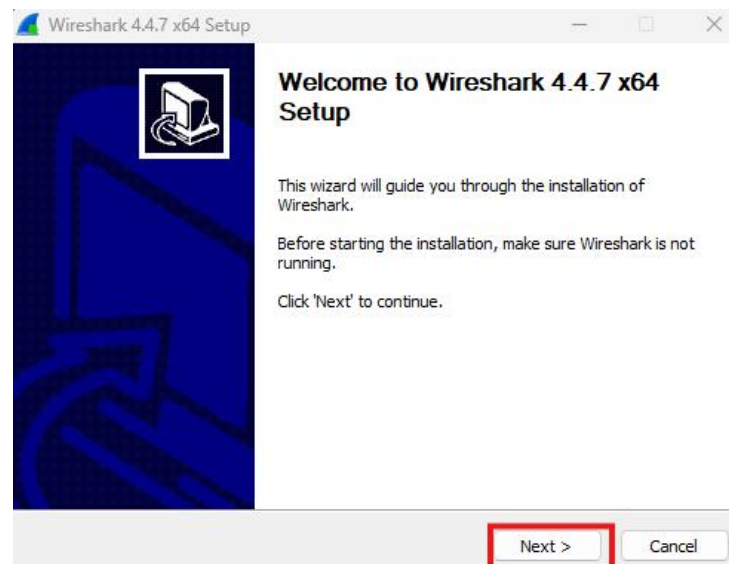 Wireshark 4.4.7 x64 Setup
Welcome to Wireshark 4.4.7 x64
Setup
This wizard will guide you through the installation of
Wireshark.
Before starting the installation, make sure Wireshark is not
running.
Click 'Next' to continue.
Next >
Cancel